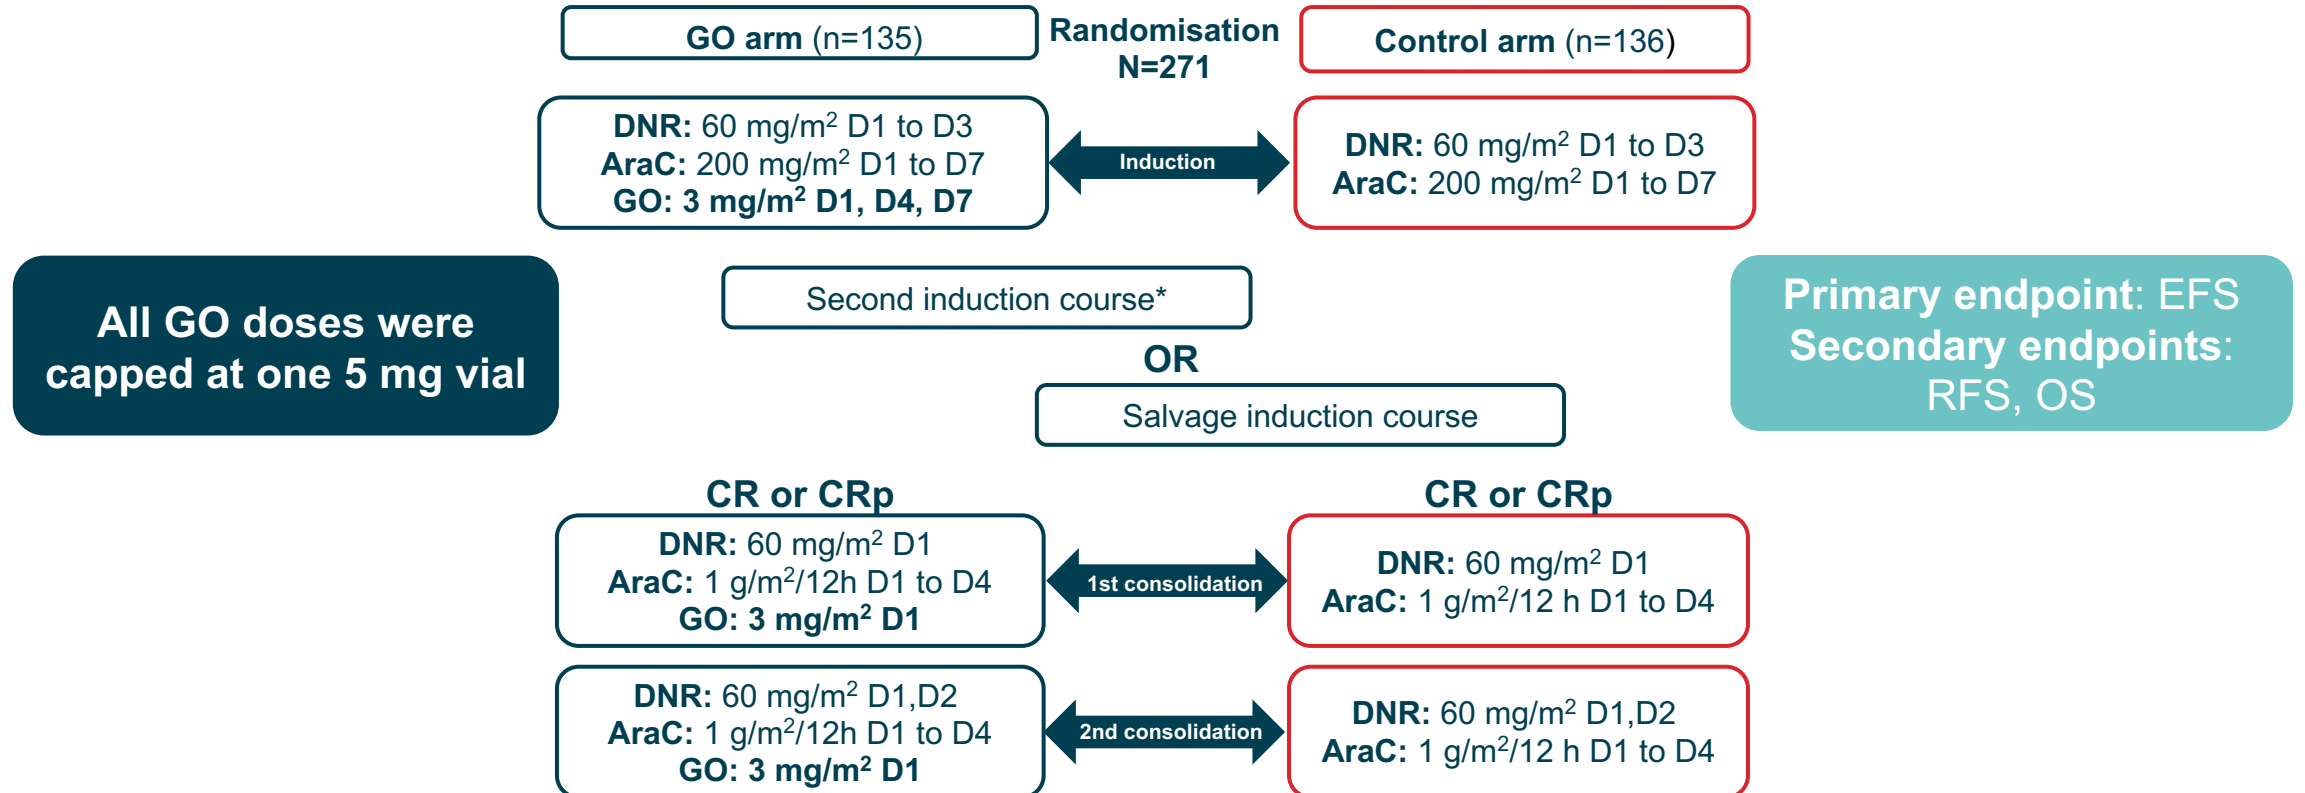 GO arm (n=135)
Randomisation
N=271
Control arm (n=136)
DNR: 60 mg/m² D1 to D3
AraC: 200 mg/m² D1 to D7
GO: 3 mg/m² D1, D4, D7
Induction
DNR: 60 mg/m² D1 to D3
AraC: 200 mg/m² D1 to D7
All GO doses were
capped at one 5 mg vial
Second induction course*
OR
Salvage induction course
Primary endpoint: EFS
Secondary endpoints:
RFS, OS
CR or CRp
CR or CRp
DNR: 60 mg/m² D1
AraC: 1 g/m²/12h D1 to D4
GO: 3 mg/m² D1
1st consolidation
DNR: 60 mg/m² D1
AraC: 1 g/m²/12 h D1 to D4
DNR: 60 mg/m² D1,D2
AraC: 1 g/m²/12h D1 to D4
GO: 3 mg/m² D1
2nd consolidation
DNR: 60 mg/m² D1,D2
AraC: 1 g/m²/12 h D1 to D4